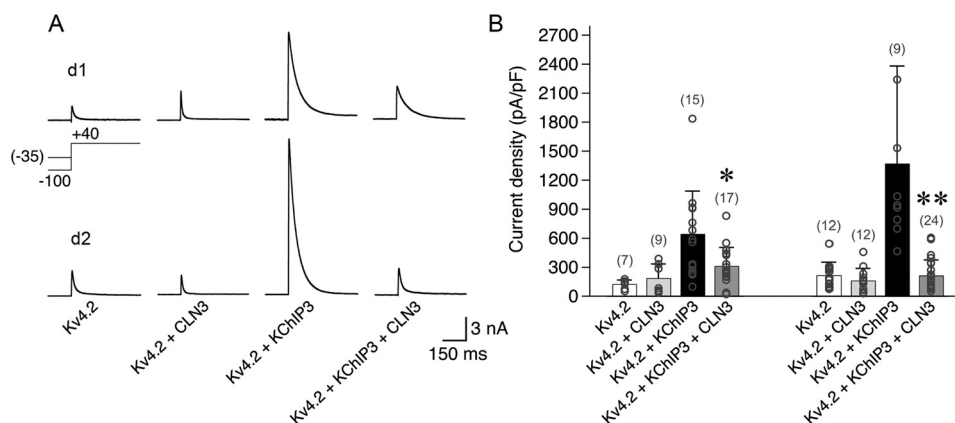 A
d1
+40
(-35)
-100
d2
Kv4.2
Kv4.2 + CLN3
Kv4.2 + KChIP3
Kv4.2 + KChIP3 + CLN3
3 nA
150 ms
B
Current density (pA/pF)
2700
2400
2100
1800
1500
1200
900
600
300
0
(7)
(9)
(15)
*
(17)
(12)
(12)
(9)
**
(24)
Kv4.2
Kv4.2 + CLN3
Kv4.2 + KChIP3
Kv4.2 + KChIP3 + CLN3
Kv4.2
Kv4.2 + CLN3
Kv4.2 + KChIP3
Kv4.2 + KChIP3 + CLN3